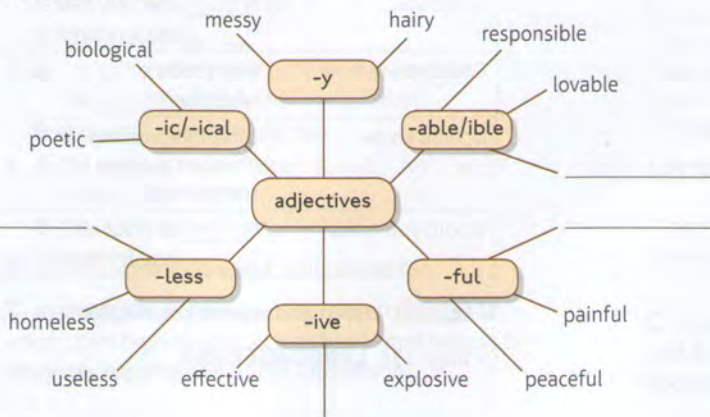 messy
hairy
responsible
biological
-y
lovable
-ic/-ical
-able/ible
poetic
adjectives
-less
-ful
-ive
painful
homeless
useless
effective
explosive
peaceful